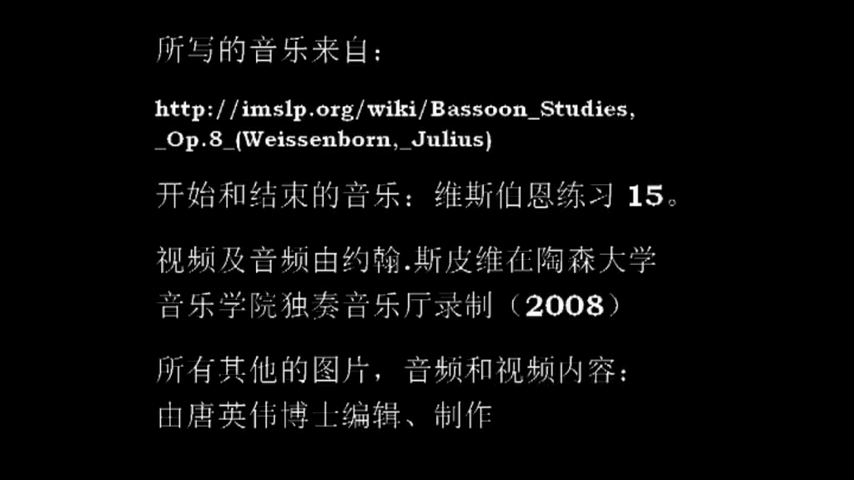 所写的音乐来自：
http://imslp.org/wiki/Bassoon_Studies,
_Op.8_(Weissenborn,_Julius)
开始和结束的音乐：维斯伯恩练习 15。
视频及音频由约翰.斯皮维在陶森大学
音乐学院独奏音乐厅录制（2008）
所有其他的图片，音频和视频内容：
由唐英伟博士编辑、制作